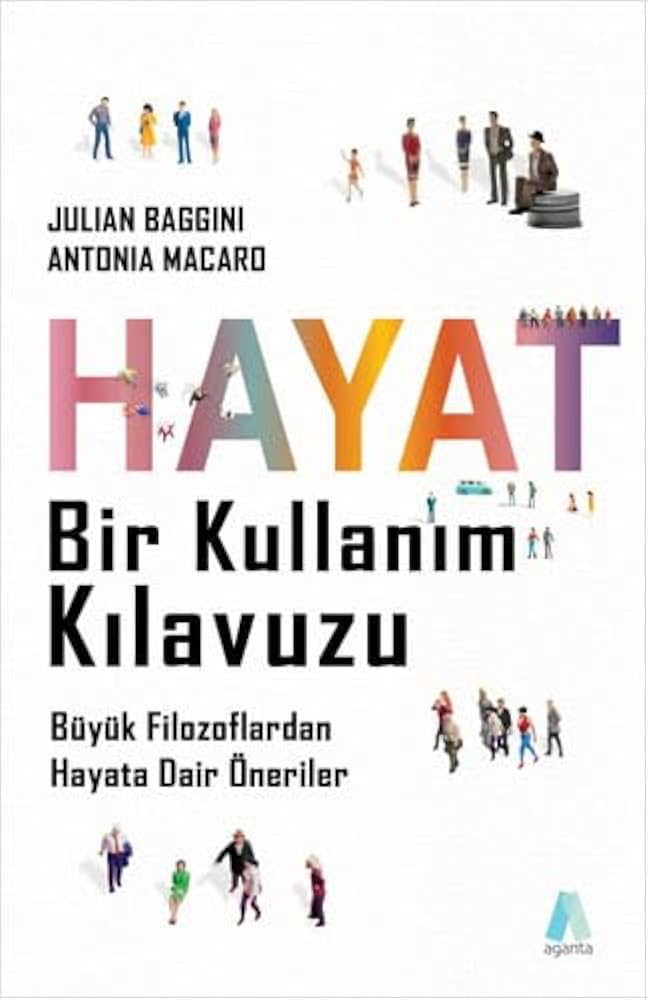 JULIAN BAGGINI
ANTONIA MACARO
HAYAT
Bir Kullanım
Kılavuzu
Büyük Filozoflardan
Hayata Dair Öneriler
aganta